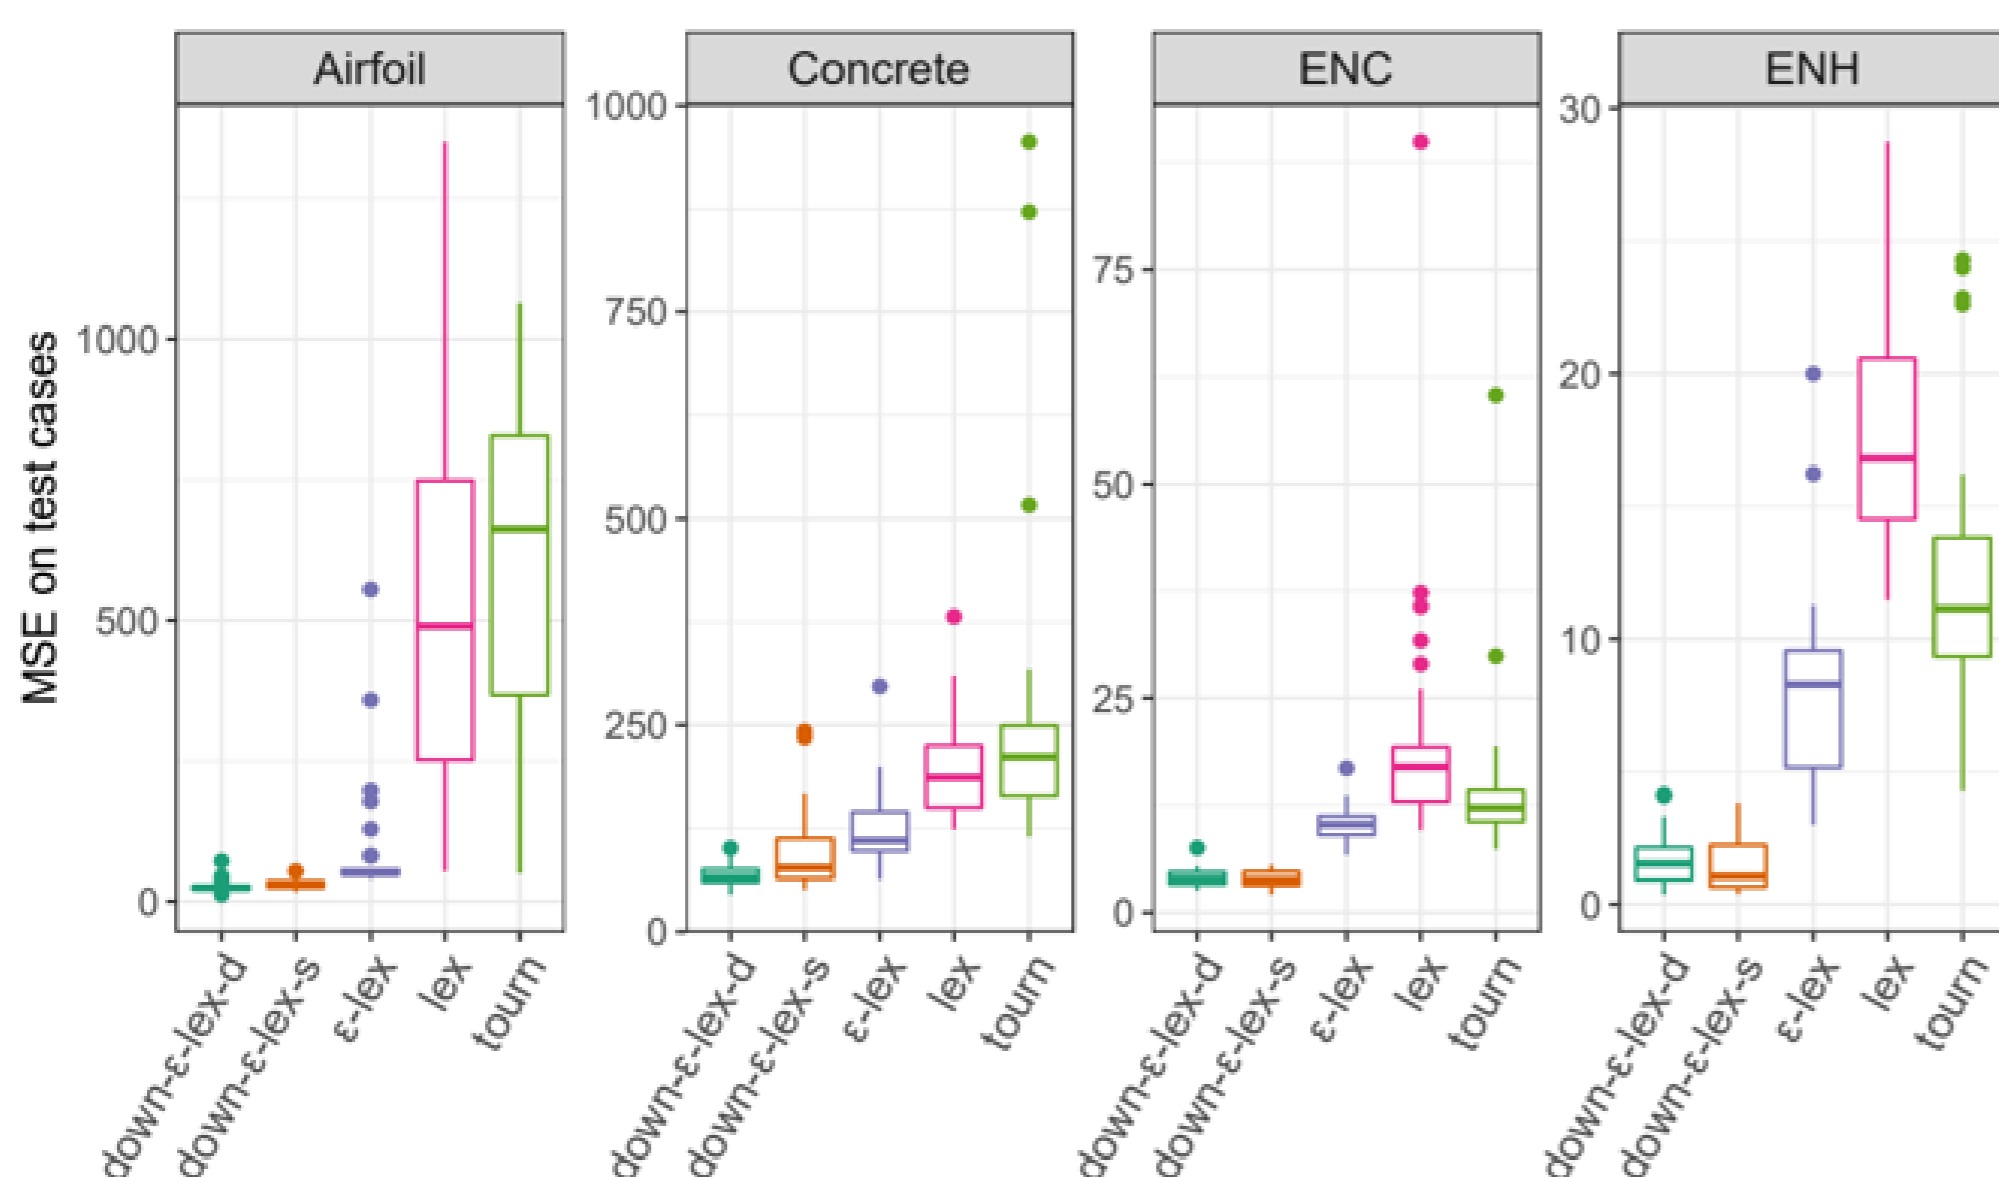 Airfoil
Concrete
ENC
ENH
MSE on test cases
1000
500
0
1000
750
500
250
0
75
50
25
0
30
20
10
0
down-ε-lex-d
down-ε-lex-s
ε-lex
lex
tourn
down-ε-lex-d
down-ε-lex-s
ε-lex
lex
tourn
down-ε-lex-d
down-ε-lex-s
ε-lex
lex
tourn
down-ε-lex-d
down-ε-lex-s
ε-lex
lex
tourn